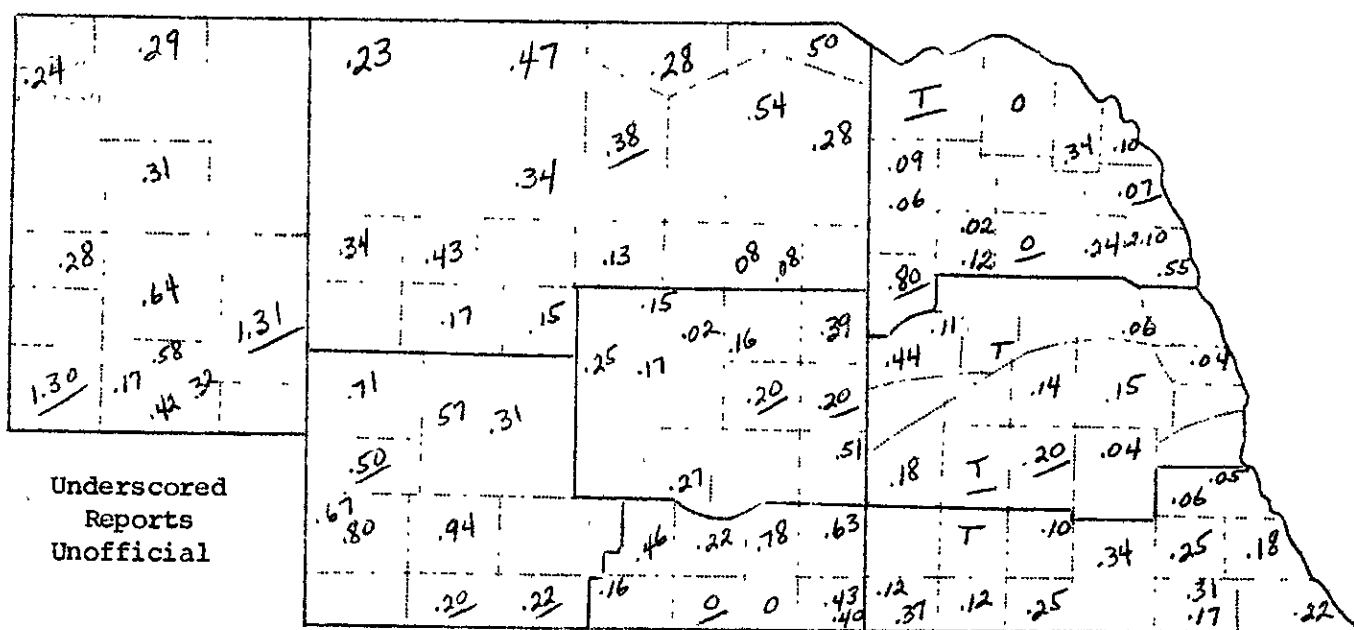 .24 .29 .23 .47 .28 50
T 0
.54
.38 .28
.34 .10
.31 .34 .09
.07
.06
.28 .34 .43 .13 08 .08 .02 .12 0 .24 2.10
.55
.64 .80
1.31 .17 .15 .15 .02 .16 .39 .11 .06
.58 .25 .17 .44 T .04
1.30 .17 .42 .32 .71 .20 .20 .14 .15
57 .31
.50 .51 .18 T .20 .04
.27 .06 .05
Underscored
Reports
Unofficial
.67 .80 .94 .46 .22 .78 .63 T .10 .34 .25 .18
.20 .22 .16 0 0 .43 .40 .12 .37 .12 .25 .31 .17 .22